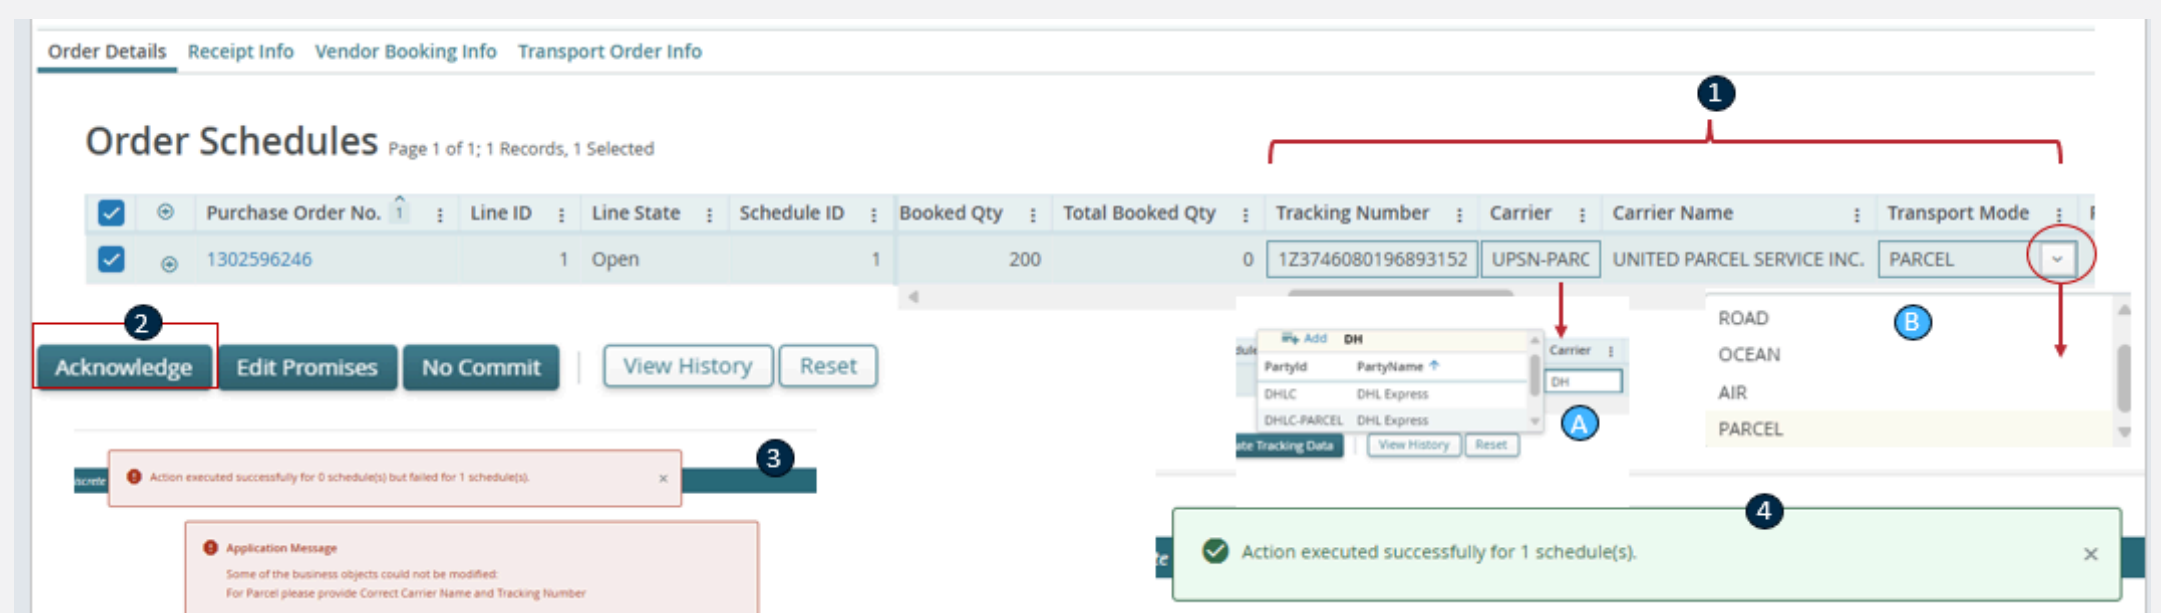 Order Details Receipt Info Vendor Booking Info Transport Order Info
1
Order Schedules Page 1 of 1; 1 Records, 1 Selected
Purchase Order No. 1 Line ID Line State Schedule ID Booked Qty Total Booked Qty Tracking Number Carrier Carrier Name Transport Mode
1302596246 1 Open 1 200 0 1Z3746080196893152 UPSN-PARC UNITED PARCEL SERVICE INC. PARCEL
2
Acknowledge Edit Promises No Commit View History Reset
Add DH
PartyId PartyName
DHLC DHL Express
DHLC-PARCEL DHL Express
Carrier
DH
A
ate Tracking Data View History Reset
B
ROAD
OCEAN
AIR
PARCEL
3
screte Action executed successfully for 0 schedule(s) but failed for 1 schedule(s).
Application Message
Some of the business objects could not be modified:
For Parcel please provide Correct Carrier Name and Tracking Number
4
Action executed successfully for 1 schedule(s).